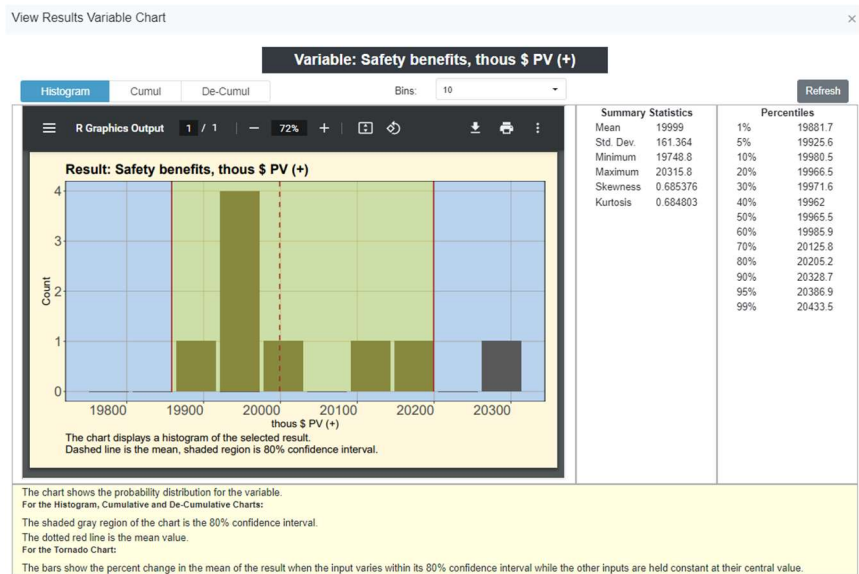 View Results Variable Chart
×
Variable: Safety benefits, thous $ PV (+)
Histogram Cumul De-Cumul Bins: 10 Refresh
R Graphics Output 1 / 1 | − 72% +
Result: Safety benefits, thous $ PV (+)
4
3
2
1
0
Count
19800 19900 20000 20100 20200 20300
thous $ PV (+)
The chart displays a histogram of the selected result.
Dashed line is the mean, shaded region is 80% confidence interval.
Summary Statistics
Mean 19999
Std. Dev. 161.364
Minimum 19748.8
Maximum 20315.8
Skewness 0.685376
Kurtosis 0.684803
Percentiles
1% 19881.7
5% 19925.6
10% 19980.5
20% 19966.5
30% 19971.6
40% 19962
50% 19965.5
60% 19985.9
70% 20125.8
80% 20205.2
90% 20328.7
95% 20386.9
99% 20433.5
The chart shows the probability distribution for the variable.
For the Histogram, Cumulative and De-Cumulative Charts:
The shaded gray region of the chart is the 80% confidence interval.
The dotted red line is the mean value.
For the Tornado Chart:
The bars show the percent change in the mean of the result when the input varies within its 80% confidence interval while the other inputs are held constant at their central value.